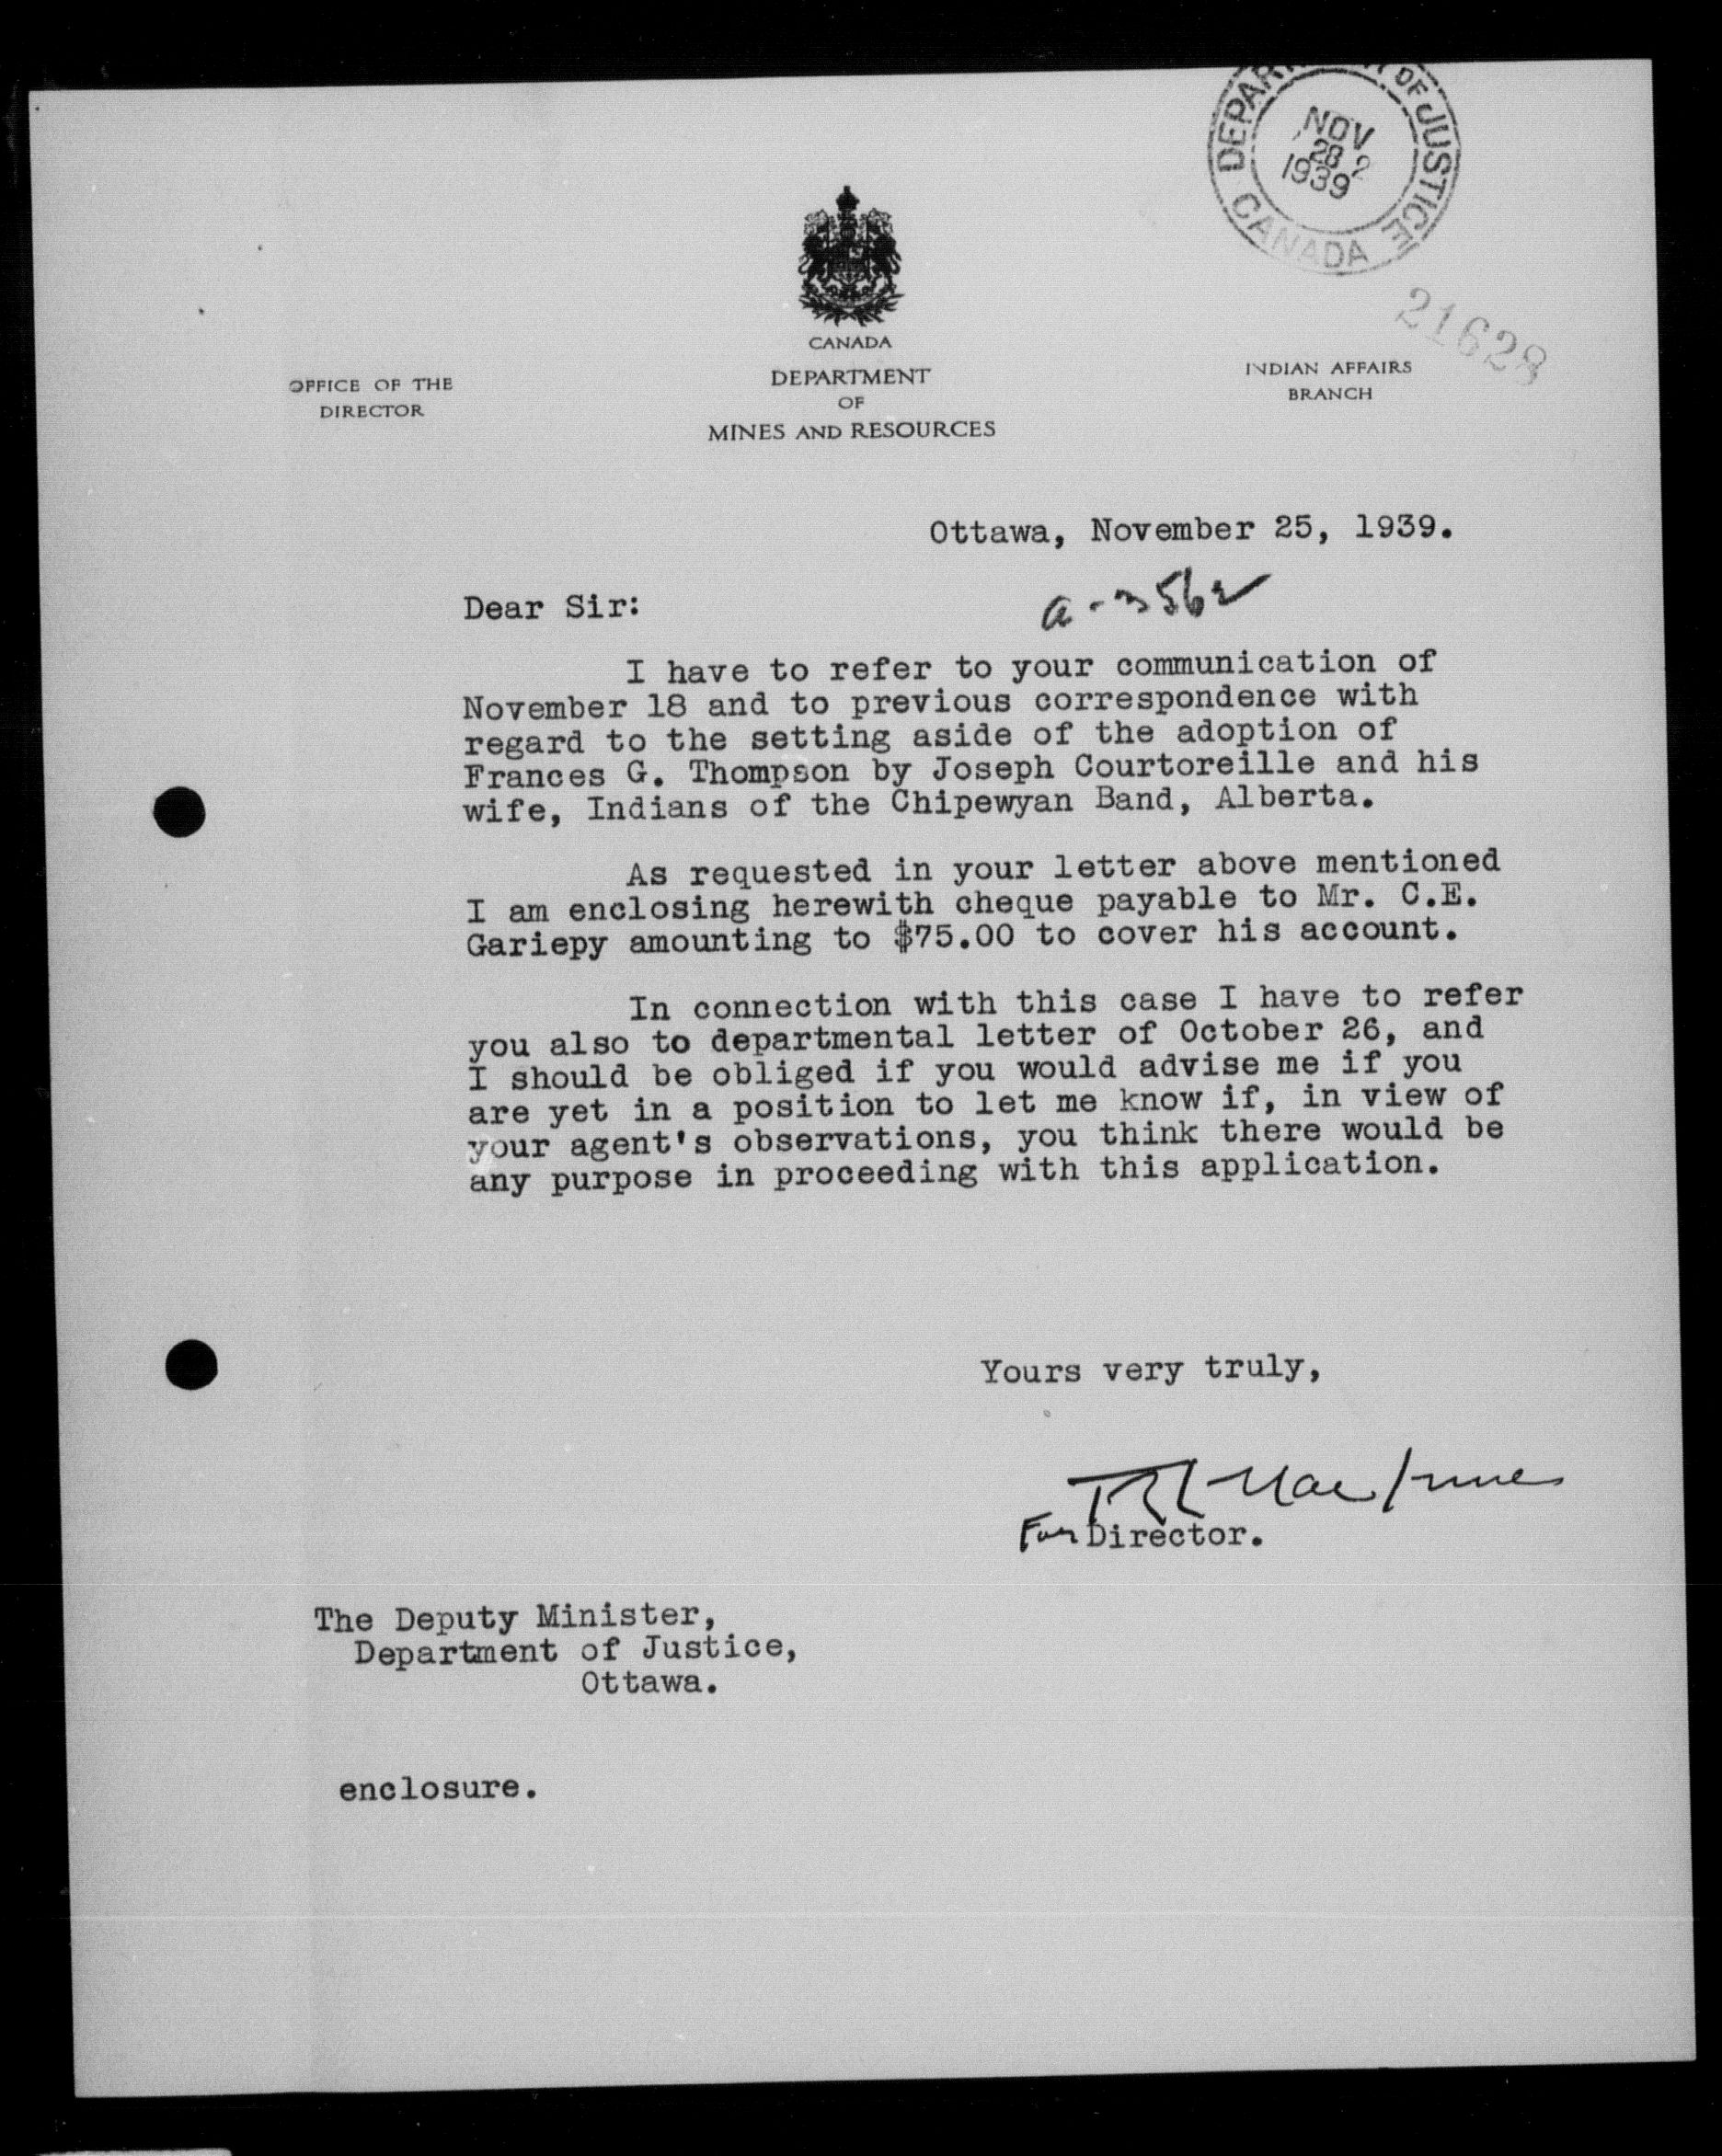 DEPARTMENT OF JUSTICE
CANADA
NOV
28 2
1939
21628
CANADA
OFFICE OF THE
DIRECTOR
DEPARTMENT
OF
MINES AND RESOURCES
INDIAN AFFAIRS
BRANCH
Ottawa, November 25, 1939.
a-3562
Dear Sir:
I have to refer to your communication of
November 18 and to previous correspondence with
regard to the setting aside of the adoption of
Frances G. Thompson by Joseph Courtoreille and his
wife, Indians of the Chipewyan Band, Alberta.
As requested in your letter above mentioned
I am enclosing herewith cheque payable to Mr. C.E.
Gariepy amounting to $75.00 to cover his account.
In connection with this case I have to refer
you also to departmental letter of October 26, and
I should be obliged if you would advise me if you
are yet in a position to let me know if, in view of
your agent's observations, you think there would be
any purpose in proceeding with this application.
Yours very truly,
For Director.
The Deputy Minister,
Department of Justice,
Ottawa.
enclosure.